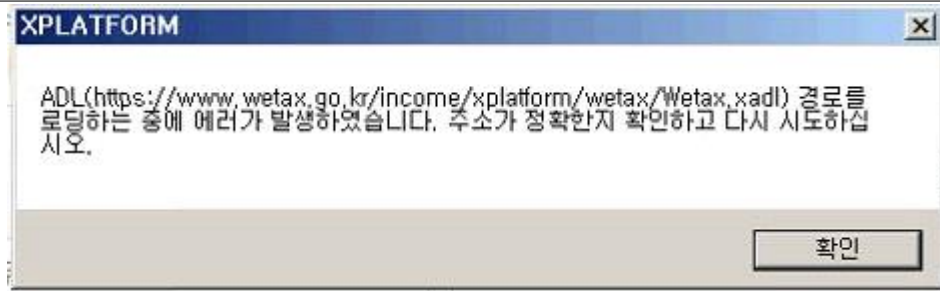 XPLATFORM
ADL(https://www.wetax.go.kr/income/xplatform/wetax/Wetax.xadl) 경로를
로딩하는 중에 에러가 발생하였습니다. 주소가 정확한지 확인하고 다시 시도하십
시오.
확인